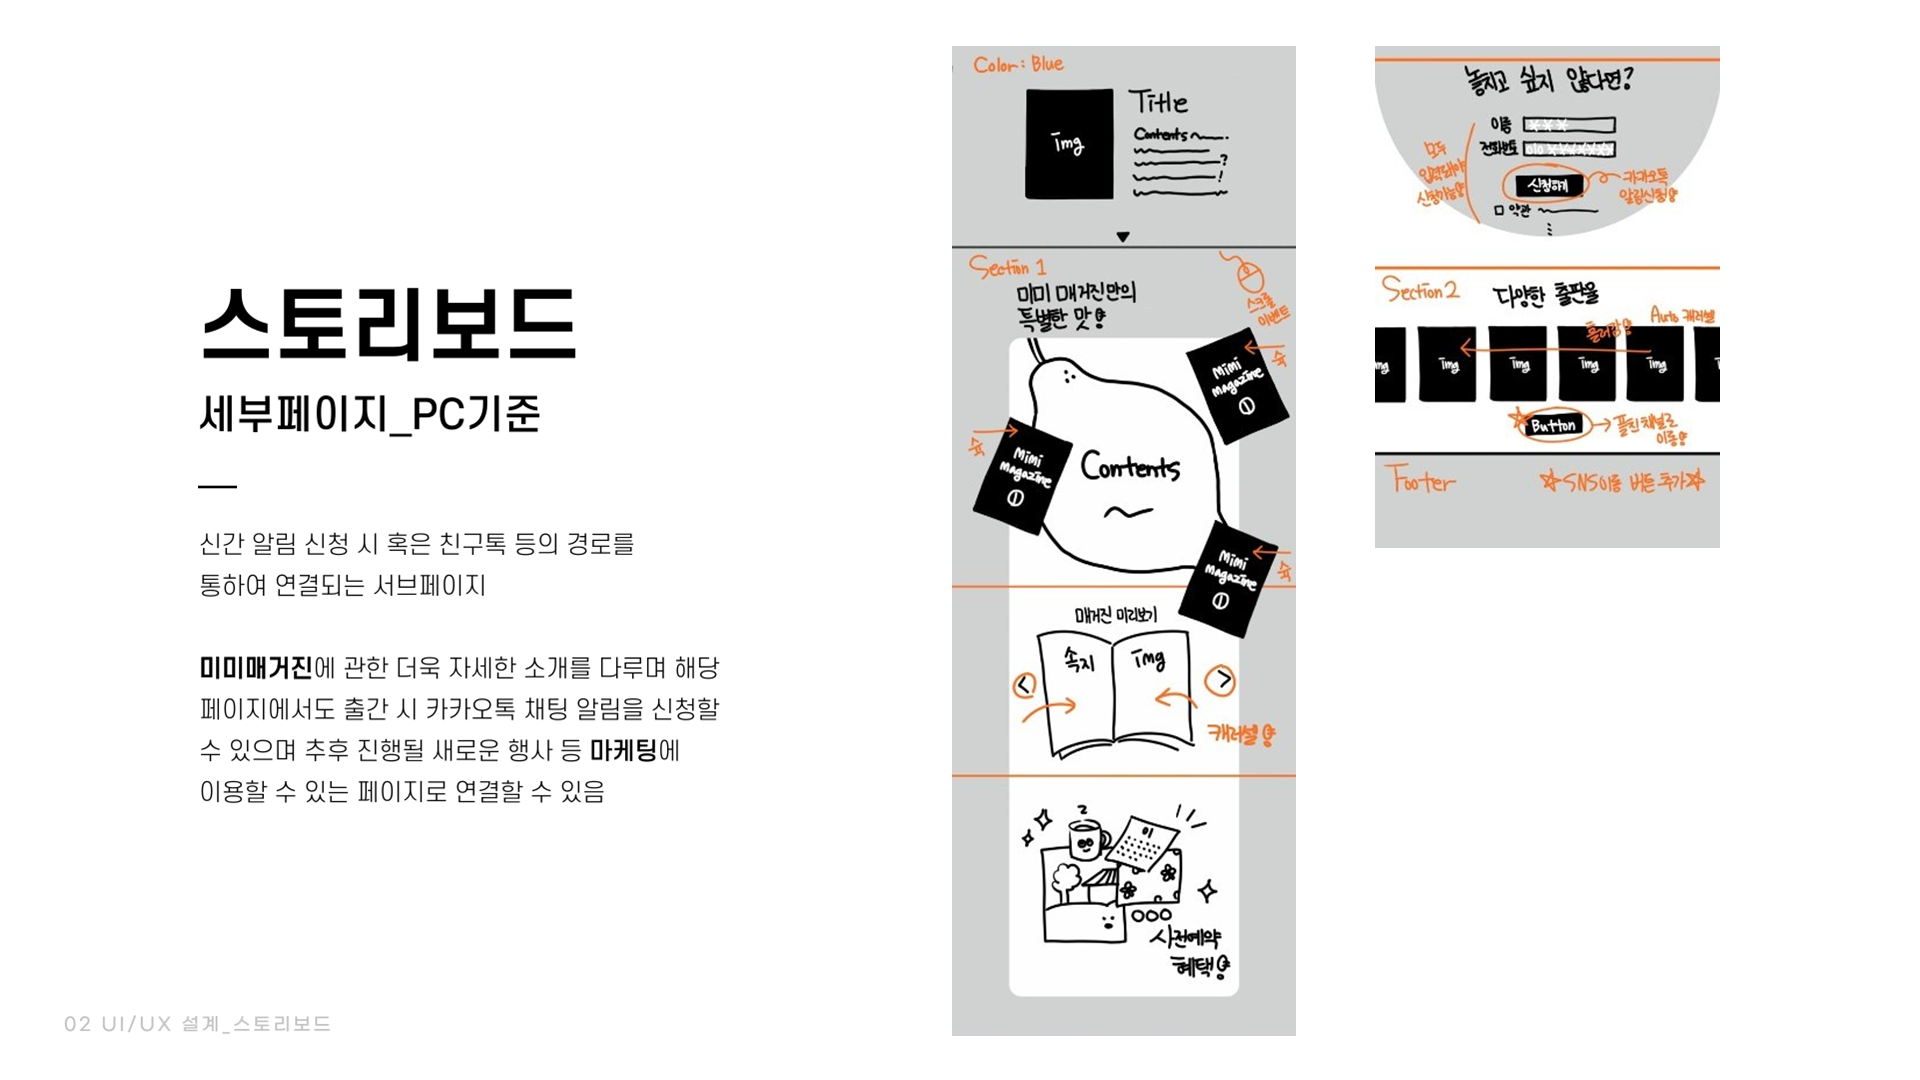 스토리보드
세부페이지_PC기준
신간 알림 신청 시 혹은 친구톡 등의 경로를
통하여 연결되는 서브페이지
미미매거진에 관한 더욱 자세한 소개를 다루며 해당
페이지에서도 출간 시 카카오톡 채팅 알림을 신청할
수 있으며 추후 진행될 새로운 행사 등 마케팅에
이용할 수 있는 페이지로 연결할 수 있음
02 UI/UX 설계_스토리보드
Color: Blue
img
Title
Contents
?
!
Section 1
미미 매거진만의
특별한 맛!
스크롤
이벤트
Mimi
magazine
①
슉
Mimi
magazine
①
슉
Contents
Mimi
magazine
①
슉
매거진 미리보기
속지
img
<
>
캐러셀!
01
사전예약
혜택!
놓치고 싶지 않다면?
이름
***
전화번호
010 ********
모두
입력돼야
신청가능!
신청하기
카카오톡
알림신청!
약관
Section 2
다양한 출판물
Auto 캐러셀
흘러감!
img
img
img
img
Button
플친 채널로
이동!
Footer
☆SNS이동 버튼 추가☆